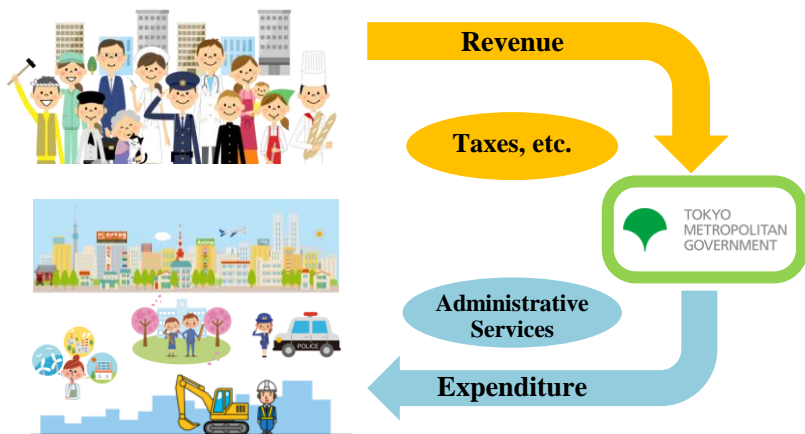 Revenue
Taxes, etc.
TOKYO
METROPOLITAN
GOVERNMENT
Administrative
Services
POLICE
Expenditure